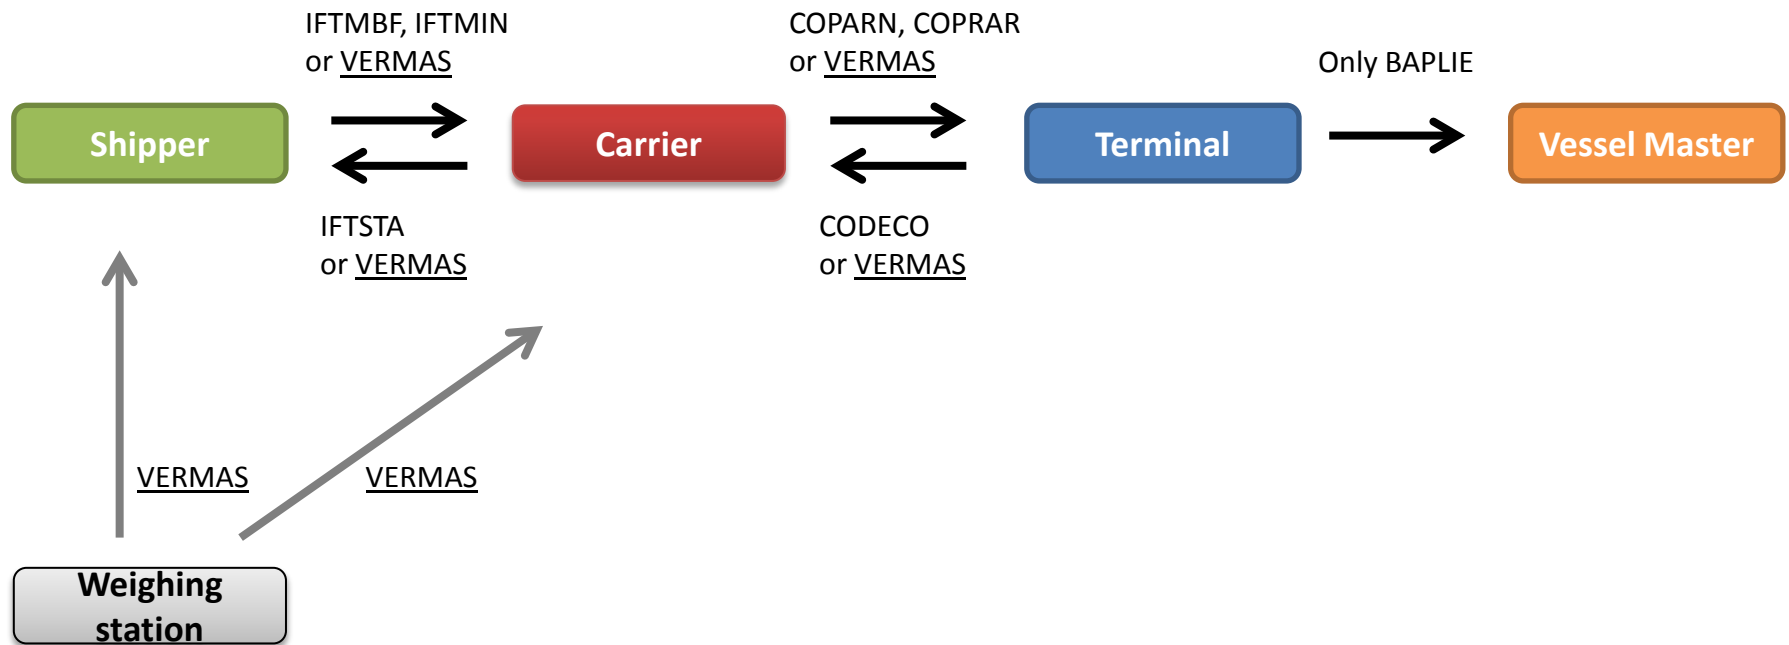 IFTMBF, IFTMIN
or VERMAS
COPARN, COPRAR
or VERMAS
Only BAPLIE
Shipper
Carrier
Terminal
Vessel Master
IFTSTA
or VERMAS
CODECO
or VERMAS
VERMAS
VERMAS
Weighing
station